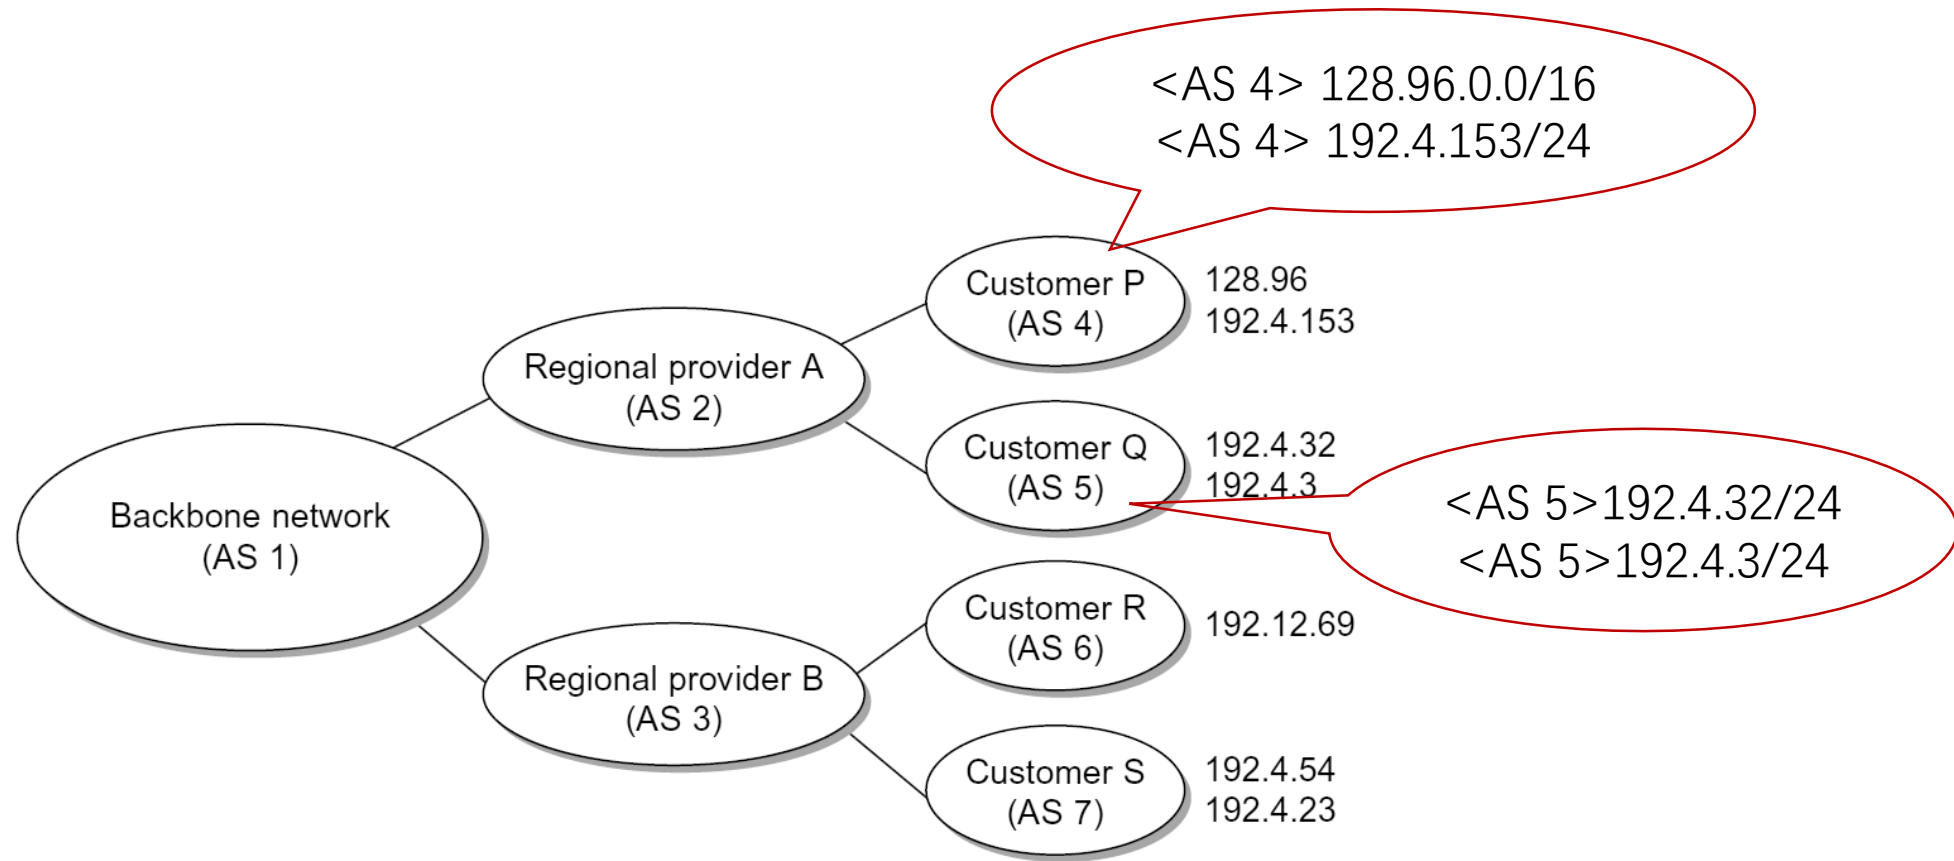 <AS 4> 128.96.0.0/16
<AS 4> 192.4.153/24
Customer P
(AS 4)
128.96
192.4.153
Regional provider A
(AS 2)
Customer Q
(AS 5)
192.4.32
192.4.3
<AS 5>192.4.32/24
<AS 5>192.4.3/24
Backbone network
(AS 1)
Customer R
(AS 6)
192.12.69
Regional provider B
(AS 3)
Customer S
(AS 7)
192.4.54
192.4.23